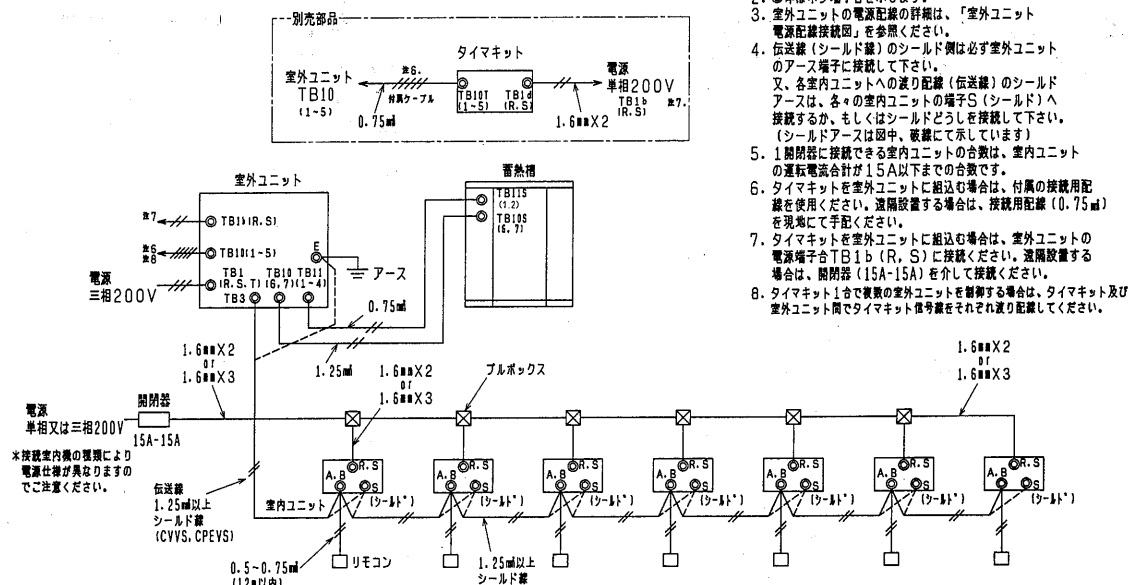 3. 室外ユニットの電源配線の詳細は、「室外ユニット
電源配線接続図」を参照ください。
4. 伝送線(シールド線)のシールド側は必ず室外ユニット
のアース端子に接続して下さい。
又、各室内ユニットへの渡り配線(伝送線)のシールド
アースは、各々の室内ユニットの端子S(シールド)へ
接続するか、もしくはシールドどうしを接続して下さい。
(シールドアースは図中、破線にて示しています)
5. 1開閉器に接続できる室内ユニットの台数は、室内ユニット
の運転電流合計が15A以下までの台数です。
6. タイマキットを室外ユニットに組込む場合は、付属の接続用配
線を使用ください。遠隔設置する場合は、接続用配線(0.75㎟)
を現地にて手配ください。
7. タイマキットを室外ユニットに組込む場合は、室外ユニットの
電源端子台TB1b(R,S)に接続ください。遠隔設置する
場合は、開閉器(15A-15A)を介して接続ください。
8. タイマキット1台で複数の室外ユニットを制御する場合は、タイマキット及び
室外ユニット間でタイマキット信号線をそれぞれ渡り配線してください。
別売部品
タイマキット
室外ユニット
TB10
(1~5)
注6.
付属ケーブル
0.75㎟
TB10T
(1~5)
TB1d
(R.S)
1.6mmX2
電源
単相200V
TB1b
(R.S)
注7.
室外ユニット
注7
TB1b(R.S)
注6
注8
TB10(1~5)
電源
三相200V
TB1
(R.S.T)
TB10
(6,7)
TB11
(1~4)
TB3
E
アース
蓄熱槽
TB11S
(1.2)
TB10S
(6,7)
0.75㎟
1.25㎟
1.6mmX2
or
1.6mmX3
1.6mmX2
or
1.6mmX3
プルボックス
1.6mmX2
or
1.6mmX3
電源
単相又は三相200V
開閉器
15A-15A
*接続室内機の種類により
電源仕様が異なりますの
でご注意ください。
伝送線
1.25㎟以上
シールド線
(CVVS,CPEVS)
室内ユニット
A.B
R.S
S
(シールド)
A.B
R.S
S
(シールド)
A.B
R.S
S
(シールド)
A.B
R.S
S
(シールド)
A.B
R.S
S
(シールド)
A.B
R.S
S
(シールド)
A.B
R.S
S
(シールド)
0.5~0.75㎟
(12m以内)
リモコン
1.25㎟以上
シールド線